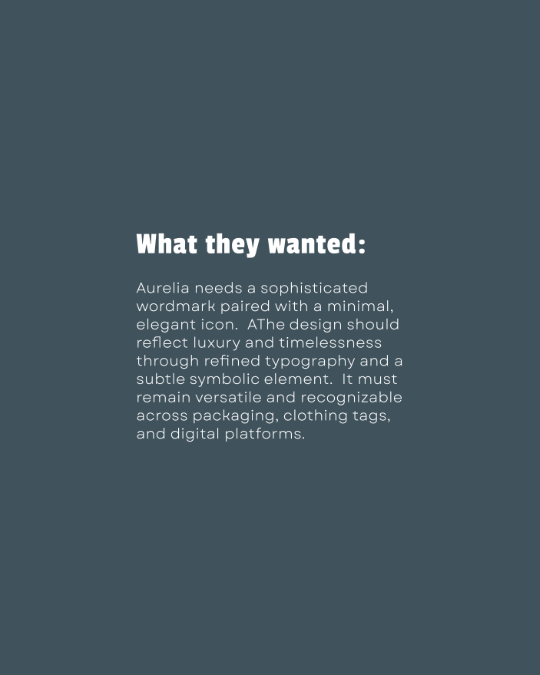 What they wanted:
Aurelia needs a sophisticated
wordmark paired with a minimal,
elegant icon.  AThe design should
reflect luxury and timelessness
through refined typography and a
subtle symbolic element.  It must
remain versatile and recognizable
across packaging, clothing tags,
and digital platforms.